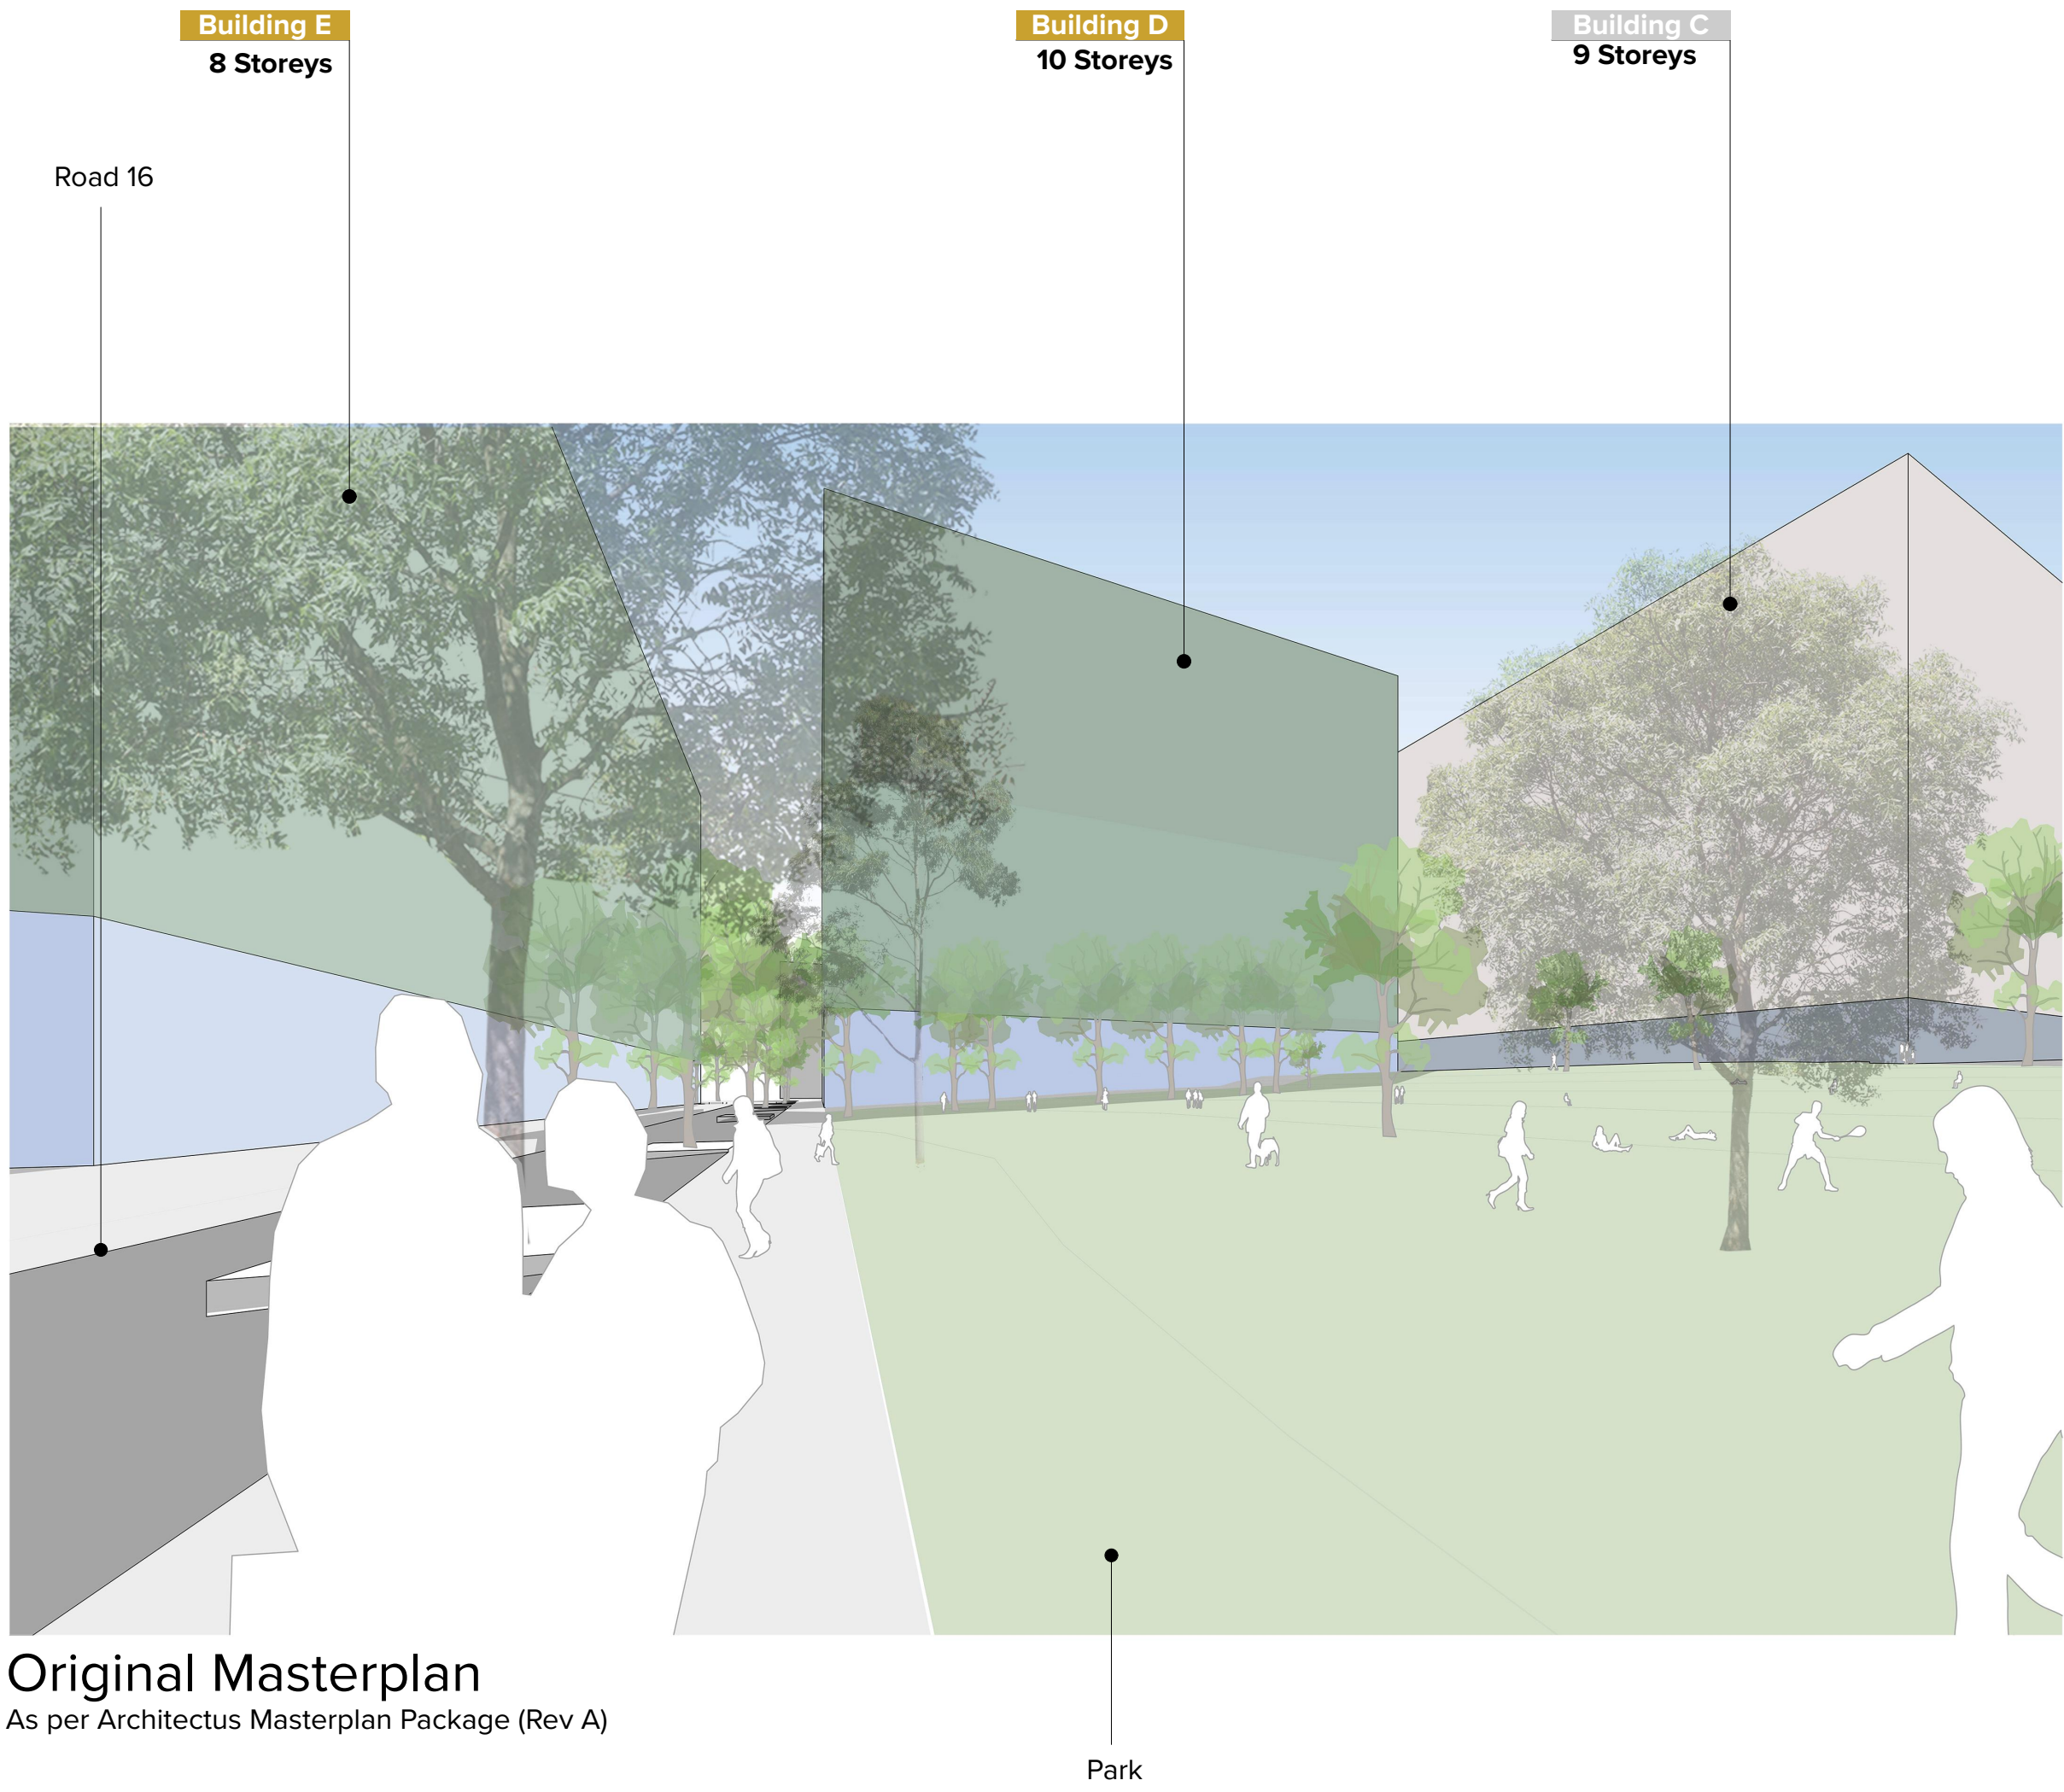 Building E
8 Storeys
Building D
10 Storeys
Building C
9 Storeys
Road 16
Original Masterplan
As per Architectus Masterplan Package (Rev A)
Park